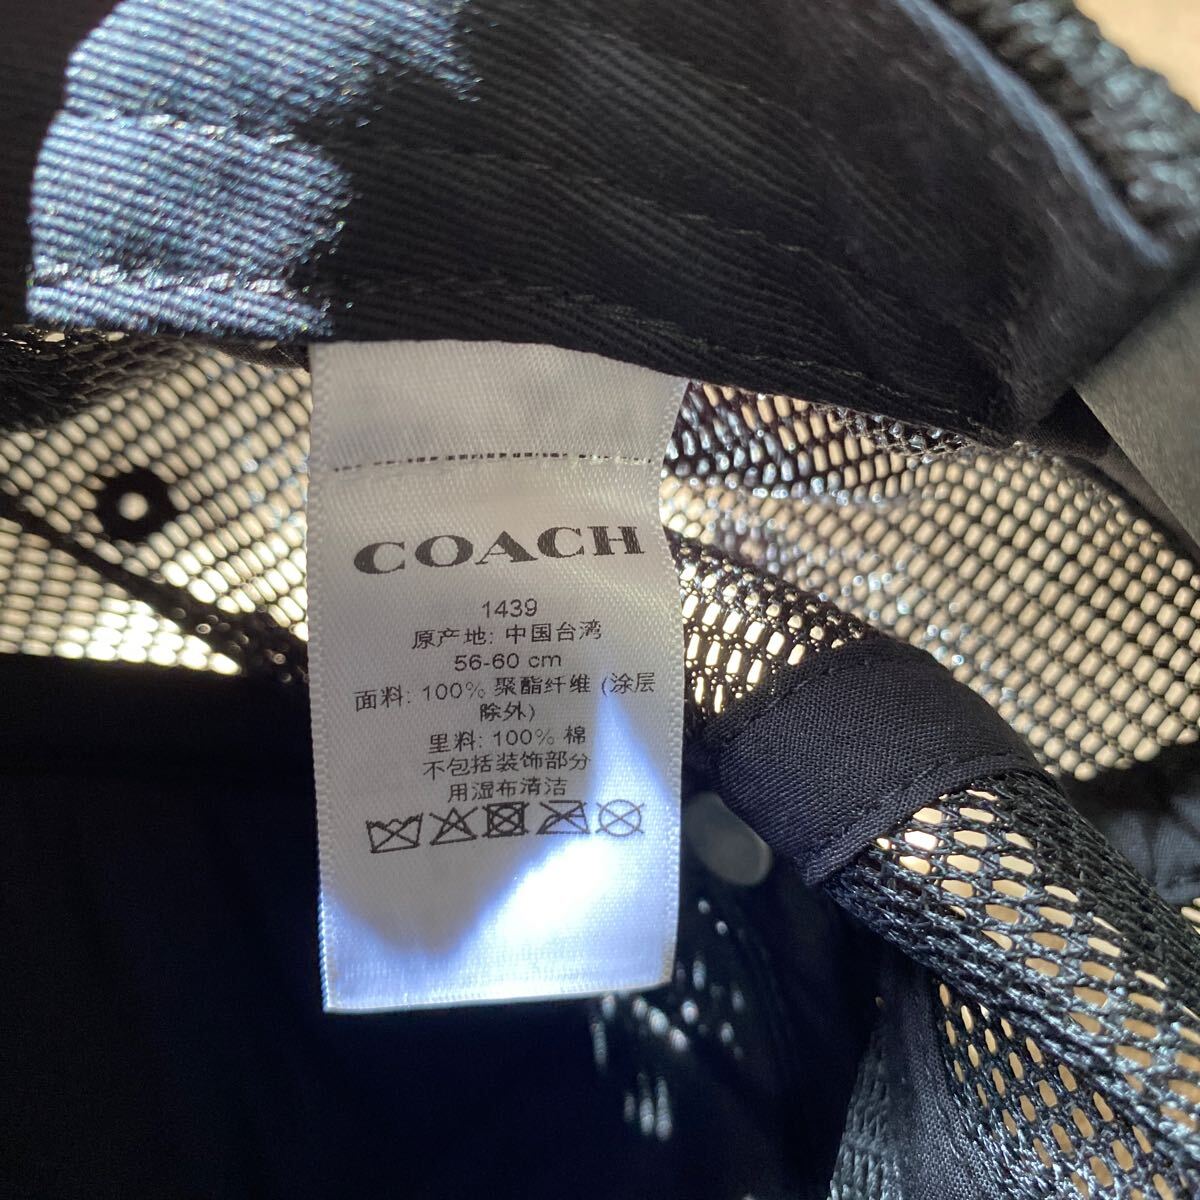 COACH
1439
原产地: 中国台湾
56-60 cm
面料: 100% 聚酯纤维 (涂层
除外)
里料: 100% 棉
不包括装饰部分
用湿布清洁